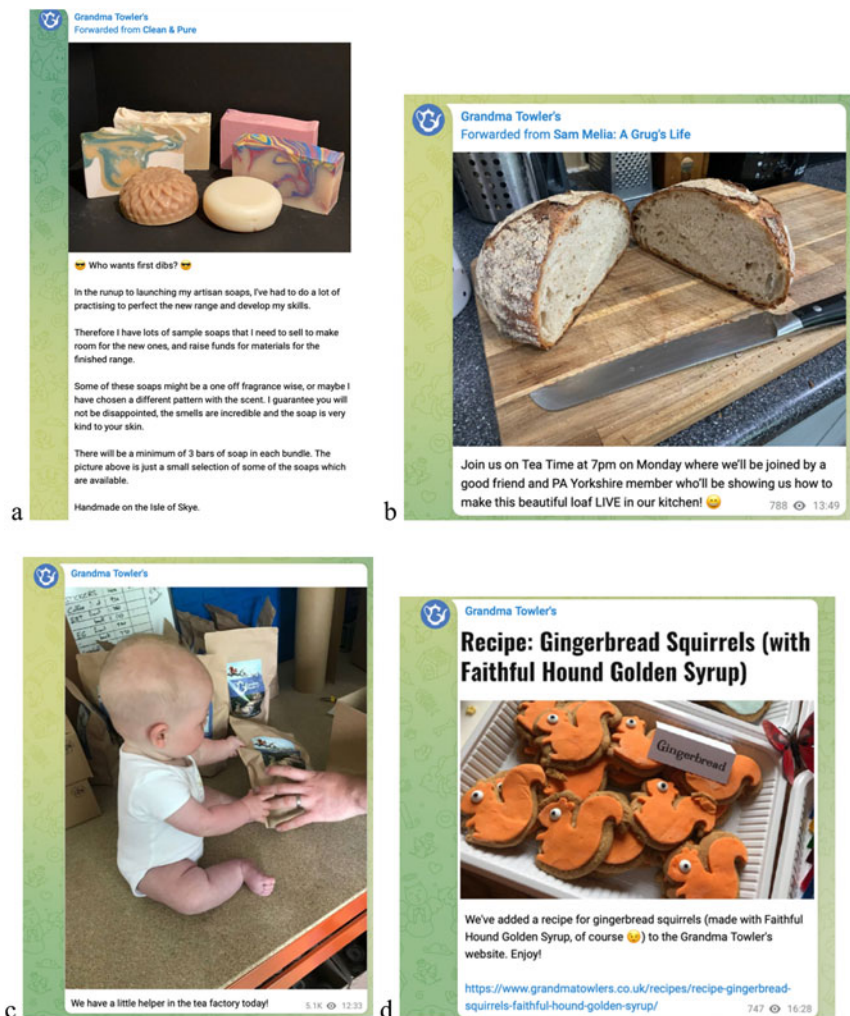 Grandma Towler's
Forwarded from Clean & Pure
😎 Who wants first dibs? 😎
In the runup to launching my artisan soaps, I've had to do a lot of
practising to perfect the new range and develop my skills.
Therefore I have lots of sample soaps that I need to sell to make
room for the new ones, and raise funds for materials for the
finished range.
Some of these soaps might be a one off fragrance wise, or maybe I
have chosen a different pattern with the scent. I guarantee you will
not be disappointed, the smells are incredible and the soap is very
kind to your skin.
There will be a minimum of 3 bars of soap in each bundle. The
picture above is just a small selection of some of the soaps which
are available.
Handmade on the Isle of Skye.
a
Grandma Towler's
Forwarded from Sam Melia: A Grug's Life
Join us on Tea Time at 7pm on Monday where we'll be joined by a
good friend and PA Yorkshire member who'll be showing us how to
make this beautiful loaf LIVE in our kitchen! 😀
788 13:49
b
Grandma Towler's
We have a little helper in the tea factory today!
5.1K 12:33
c
Grandma Towler's
Recipe: Gingerbread Squirrels (with
Faithful Hound Golden Syrup)
Gingerbread
We've added a recipe for gingerbread squirrels (made with Faithful
Hound Golden Syrup, of course 😉) to the Grandma Towler's
website. Enjoy!
https://www.grandmatowlers.co.uk/recipes/recipe-gingerbread-
squirrels-faithful-hound-golden-syrup/
747 16:28
d